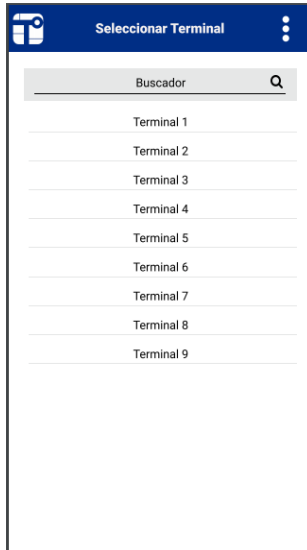 Seleccionar Terminal
Buscador
Terminal 1
Terminal 2
Terminal 3
Terminal 4
Terminal 5
Terminal 6
Terminal 7
Terminal 8
Terminal 9